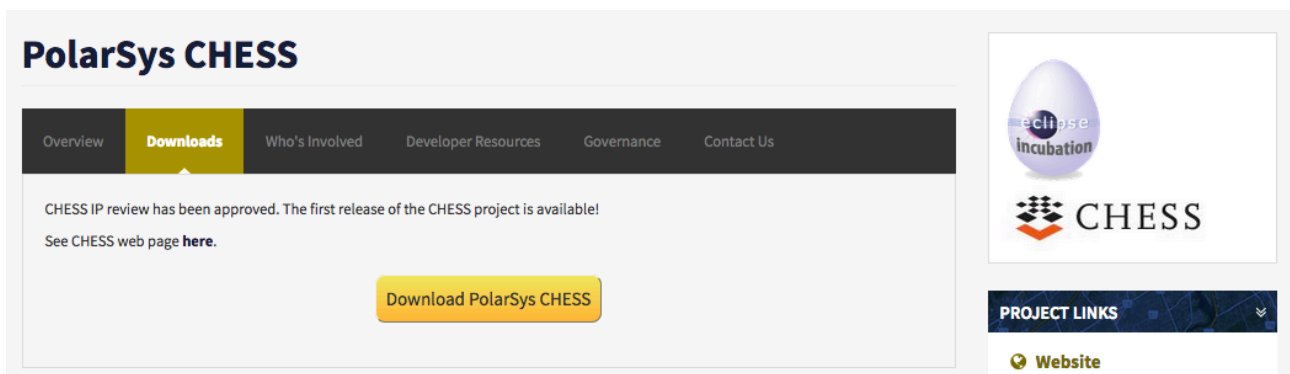 PolarSys CHESS
Overview Downloads Who's Involved Developer Resources Governance Contact Us
CHESS IP review has been approved. The first release of the CHESS project is available!
See CHESS web page here.
Download PolarSys CHESS
eclipse
incubation
CHESS
PROJECT LINKS
Website